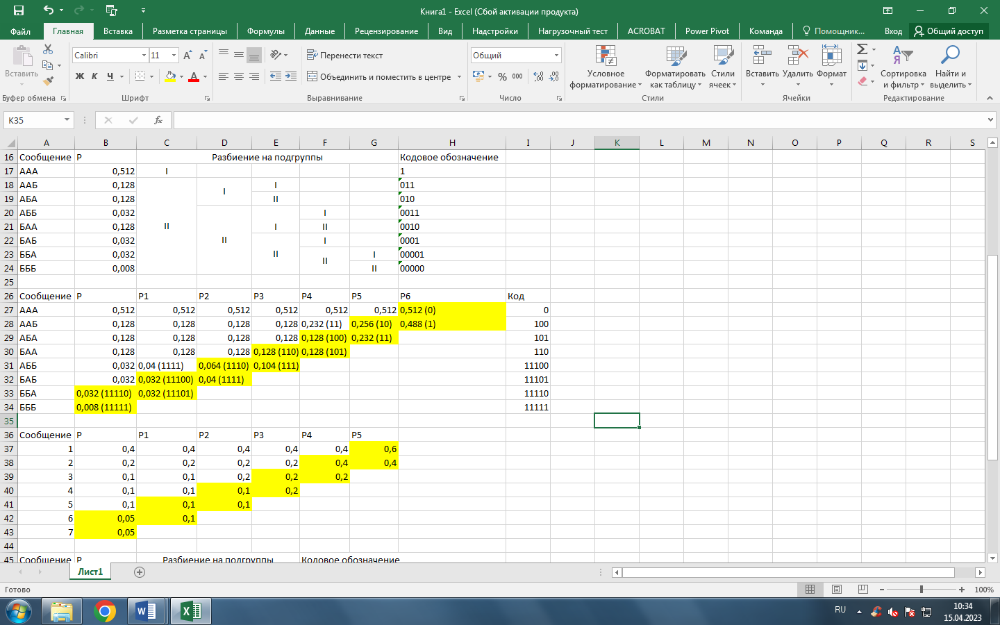 Книга1 - Excel (Сбой активации продукта)
Файл Главная Вставка Разметка страницы Формулы Данные Рецензирование Вид Надстройки Нагрузочный тест ACROBAT Power Pivot Команда Помощник... Вход Общий доступ
Вставить
Буфер обмена
Calibri 11
Ж К Ч А
Шрифт
Перенести текст
Объединить и поместить в центре
Выравнивание
Общий
% 000 ,00 ,00
Число
Условное форматирование
Форматировать как таблицу
Стили ячеек
Стили
Вставить Удалить Формат
Ячейки
Сортировка и фильтр
Найти и выделить
Редактирование
K35 fx
A B C D E F G H I J K L M N O P Q R S
16 Сообщение P Разбиение на подгруппы Кодовое обозначение
17 ААА 0,512 I 1
18 ААБ 0,128 I 011
I
19 АБА 0,128 II 010
20 АББ 0,032 I 0011
21 БАА 0,128 II I II 0010
22 БАБ 0,032 II I 0001
23 ББА 0,032 II I 00001
II
24 БББ 0,008 II 00000
25
26 Сообщение P P1 P2 P3 P4 P5 P6 Код
27 ААА 0,512 0,512 0,512 0,512 0,512 0,512 0,512 (0) 0
28 ААБ 0,128 0,128 0,128 0,128 0,232 (11) 0,256 (10) 0,488 (1) 100
29 АБА 0,128 0,128 0,128 0,128 0,128 (100) 0,232 (11) 101
30 БАА 0,128 0,128 0,128 0,128 (110) 0,128 (101) 110
31 АББ 0,032 0,04 (1111) 0,064 (1110) 0,104 (111) 11100
32 БАБ 0,032 0,032 (11100) 0,04 (1111) 11101
33 ББА 0,032 (11110) 0,032 (11101) 11110
34 БББ 0,008 (11111) 11111
35
36 Сообщение P P1 P2 P3 P4 P5
37 1 0,4 0,4 0,4 0,4 0,4 0,6
38 2 0,2 0,2 0,2 0,2 0,4 0,4
39 3 0,1 0,1 0,2 0,2 0,2
40 4 0,1 0,1 0,1 0,2
41 5 0,1 0,1 0,1
42 6 0,05 0,1
43 7 0,05
44
45 Сообщение P Разбиение на подгруппы Кодовое обозначение
Лист1
Готово 100%
RU 10:34
15.04.2023